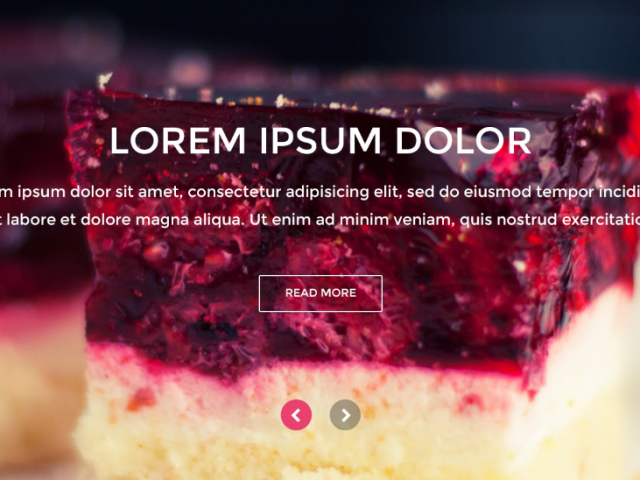 LOREM IPSUM DOLOR
m ipsum dolor sit amet, consectetur adipisicing elit, sed do eiusmod tempor incidi
t labore et dolore magna aliqua. Ut enim ad minim veniam, quis nostrud exercitatio
READ MORE